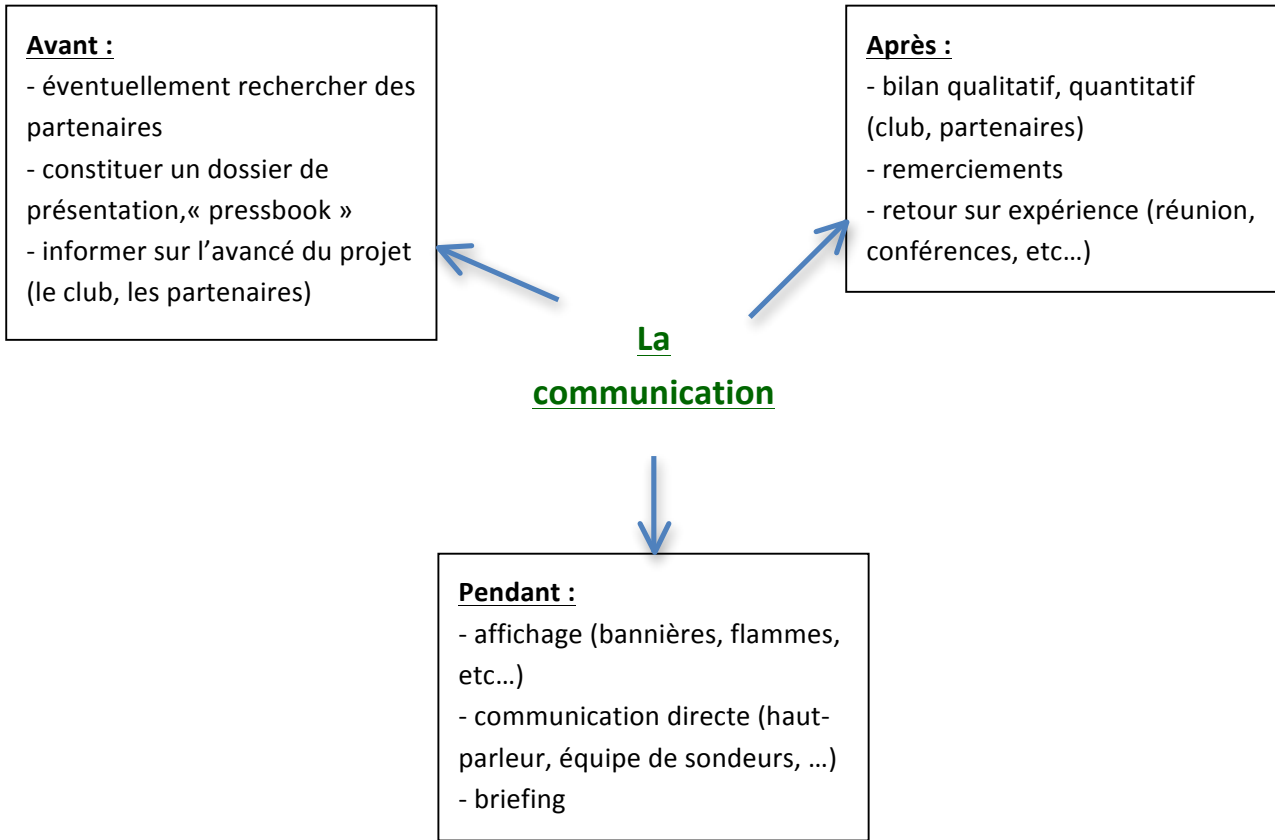 Avant :
- éventuellement rechercher des
partenaires
- constituer un dossier de
présentation,« pressbook »
- informer sur l’avancé du projet
(le club, les partenaires)
Après :
- bilan qualitatif, quantitatif
(club, partenaires)
- remerciements
- retour sur expérience (réunion,
conférences, etc…)
La
communication
Pendant :
- affichage (bannières, flammes,
etc…)
- communication directe (haut-
parleur, équipe de sondeurs, …)
- briefing